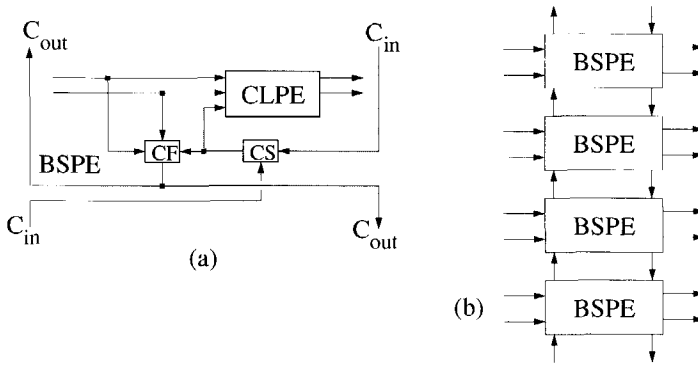 C_out
C_in
CLPE
CF
CS
BSPE
C_in
C_out
(a)
BSPE
BSPE
BSPE
BSPE
(b)